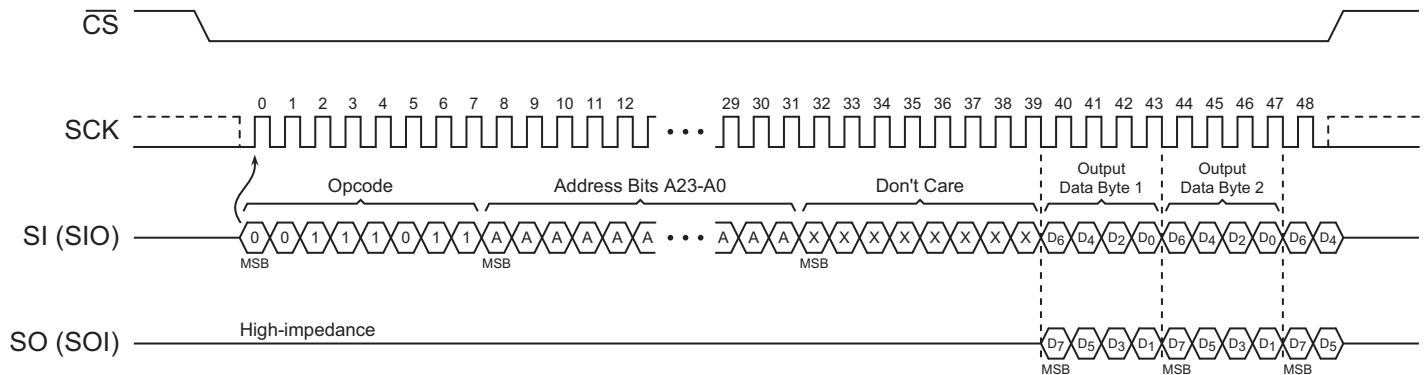 CS
0 1 2 3 4 5 6 7 8 9 10 11 12 29 30 31 32 33 34 35 36 37 38 39 40 41 42 43 44 45 46 47 48
SCK
Opcode Address Bits A23-A0 Don't Care Output Data Byte 1 Output Data Byte 2
SI (SIO) 0 0 1 1 1 0 1 1 A A A A A A A A A X X X X X X X X D6 D4 D2 D0 D6 D4 D2 D0 D6 D4
MSB MSB MSB
High-impedance
SO (SOI) D7 D5 D3 D1 D7 D5 D3 D1 D7 D5
MSB MSB MSB